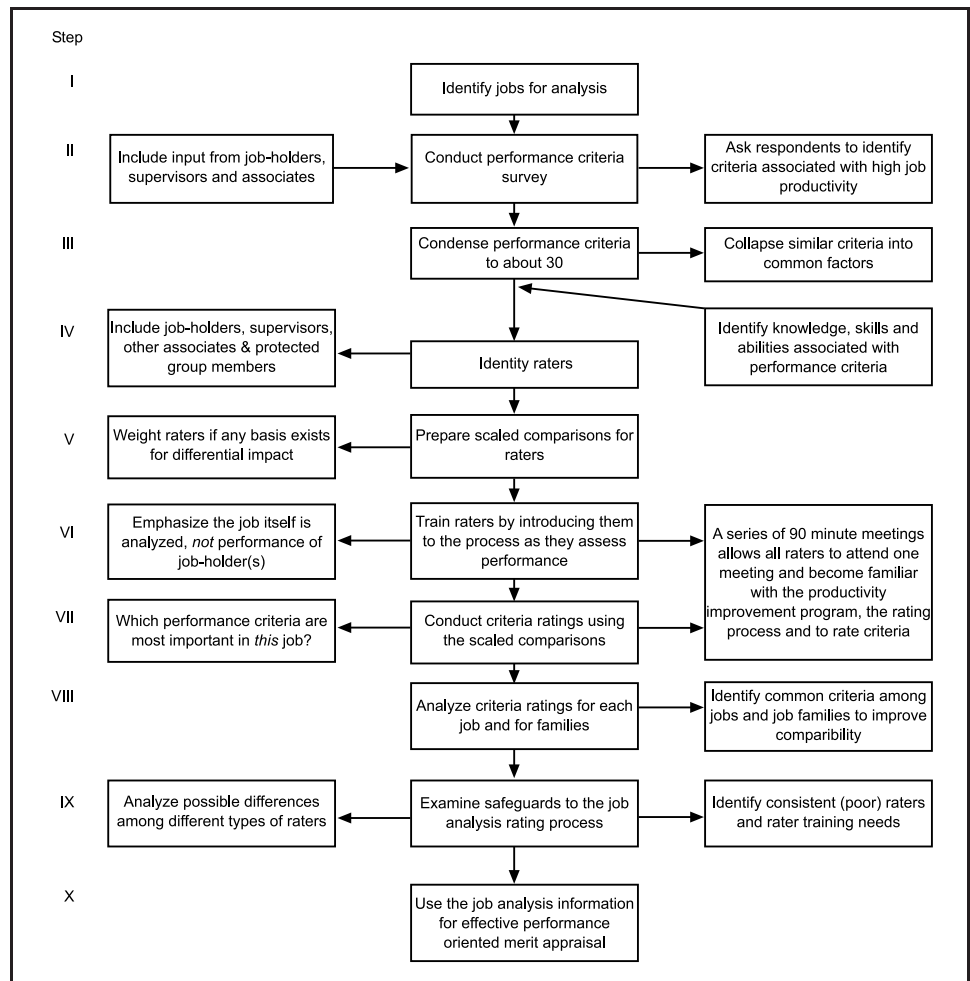 Step
I
Identify jobs for analysis
II
Include input from job-holders,
supervisors and associates
Conduct performance criteria
survey
Ask respondents to identify
criteria associated with high job
productivity
III
Condense performance criteria
to about 30
Collapse similar criteria into
common factors
IV
Include job-holders, supervisors,
other associates & protected
group members
Identity raters
Identify knowledge, skills and
abilities associated with
performance criteria
V
Weight raters if any basis exists
for differential impact
Prepare scaled comparisons for
raters
VI
Emphasize the job itself is
analyzed, not performance of
job-holder(s)
Train raters by introducing them
to the process as they assess
performance
A series of 90 minute meetings
allows all raters to attend one
meeting and become familiar
with the productivity
improvement program, the rating
process and to rate criteria
VII
Which performance criteria are
most important in this job?
Conduct criteria ratings using
the scaled comparisons
VIII
Analyze criteria ratings for each
job and for families
Identify common criteria among
jobs and job families to improve
comparibility
IX
Analyze possible differences
among different types of raters
Examine safeguards to the job
analysis rating process
Identify consistent (poor) raters
and rater training needs
X
Use the job analysis information
for effective performance
oriented merit appraisal